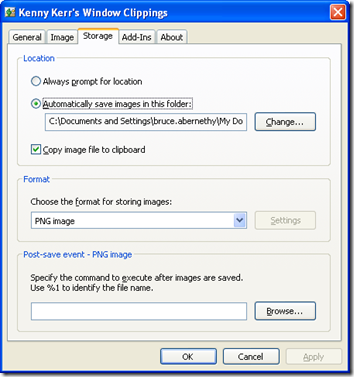 Kenny Kerr's Window Clippings
General Image Storage Add-Ins About
Location
Always prompt for location
Automatically save images in this folder:
C:\Documents and Settings\bruce.abernethy\My Do Change...
Copy image file to clipboard
Format
Choose the format for storing images:
PNG image Settings
Post-save event - PNG image
Specify the command to execute after images are saved.
Use %1 to identify the file name.
Browse...
OK Cancel Apply